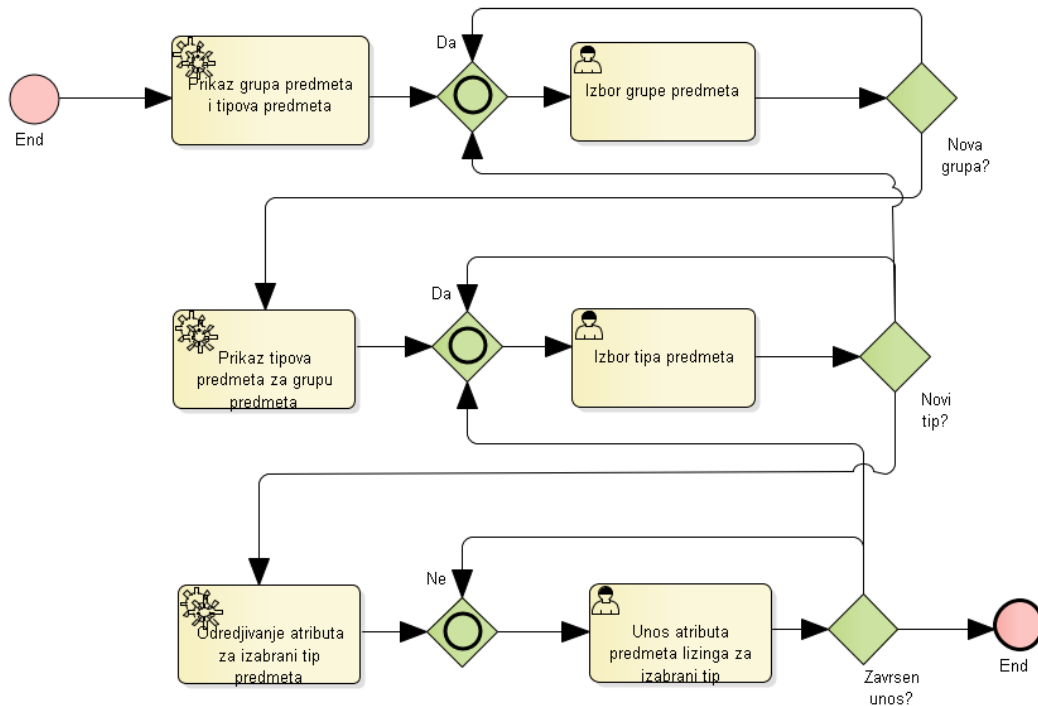 Da
Prikaz grupa predmeta
i tipova predmeta
Izbor grupe predmeta
End
Nova
grupa?
Da
Prikaz tipova
predmeta za grupu
predmeta
Izbor tipa predmeta
Novi
tip?
Ne
Odredjivanje atributa
za izabrani tip
predmeta
Unos atributa
predmeta lizinga za
izabrani tip
Zavrsen
unos?
End